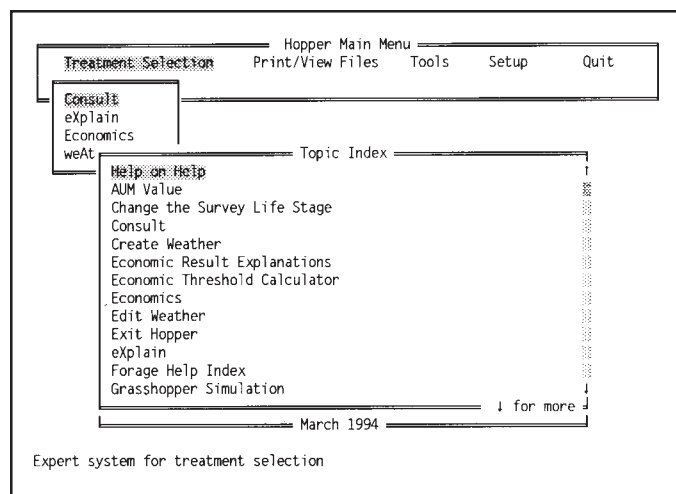 Hopper Main Menu
Treatment Selection Print/View Files Tools Setup Quit
Consult
eXplain
Economics
weAt
Topic Index
Help on Help
AUM Value
Change the Survey Life Stage
Consult
Create Weather
Economic Result Explanations
Economic Threshold Calculator
Economics
Edit Weather
Exit Hopper
eXplain
Forage Help Index
Grasshopper Simulation
↓ for more
March 1994
Expert system for treatment selection